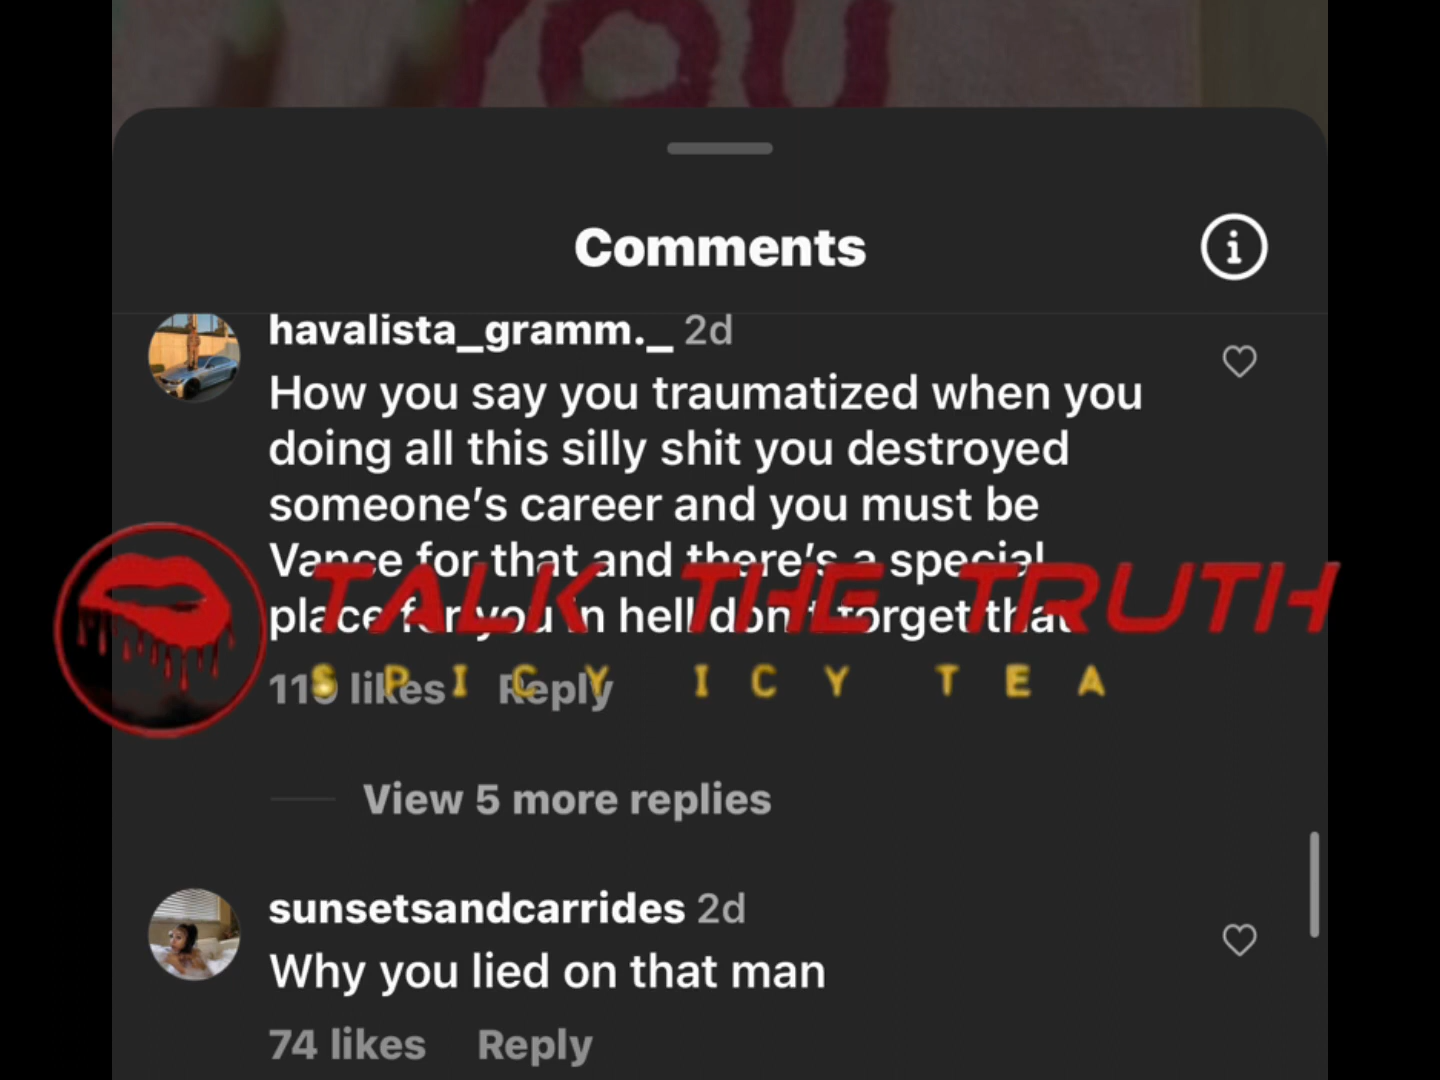 You
Comments
havalista_gramm._ 2d
How you say you traumatized when you
doing all this silly shit you destroyed
someone's career and you must be
Vance for that and there's a special
place for you in hell don't forget that
TALK THE TRUTH
likes Reply
SPICY ICY TEA
View 5 more replies
sunsetsandcarrides 2d
Why you lied on that man
74 likes Reply